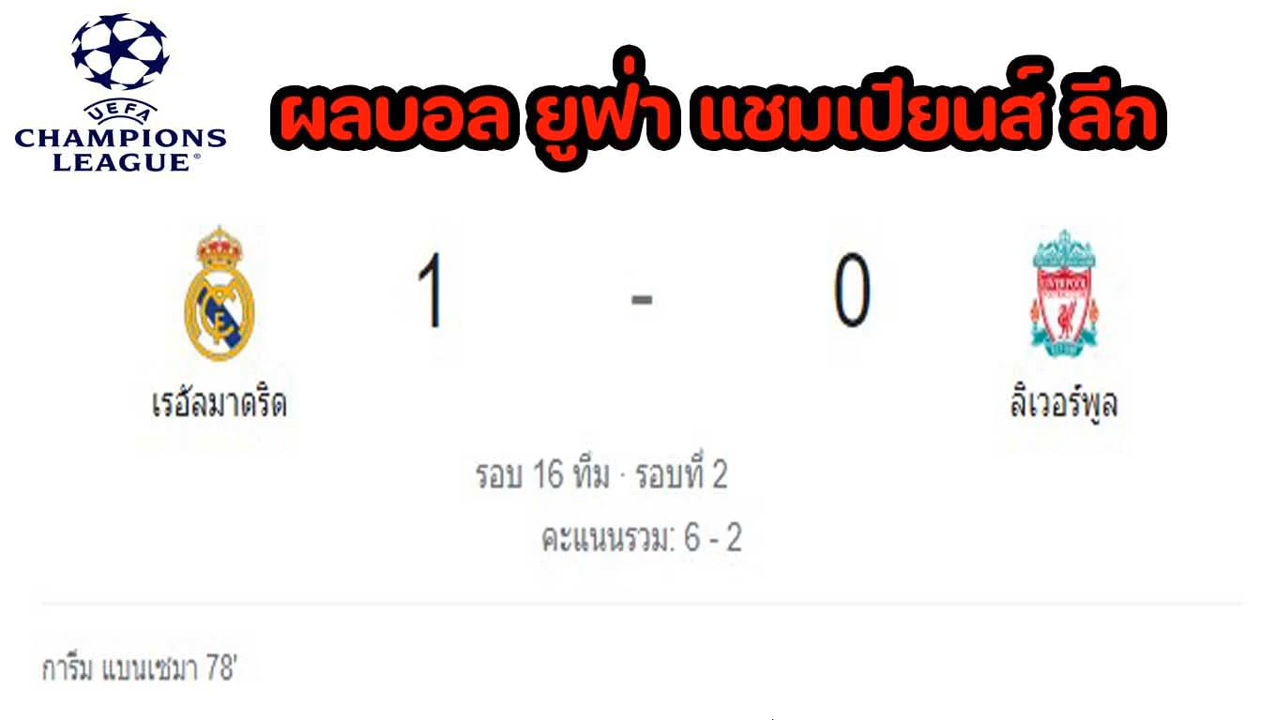 UEFA
CHAMPIONS
LEAGUE®
ผลบอล ยูฟ่า แชมเปียนส์ ลีก
1 - 0
เรอัลมาดริด
ลิเวอร์พูล
รอบ 16 ทีม · รอบที่ 2
คะแนนรวม: 6 - 2
การีม แบนเซมา 78'